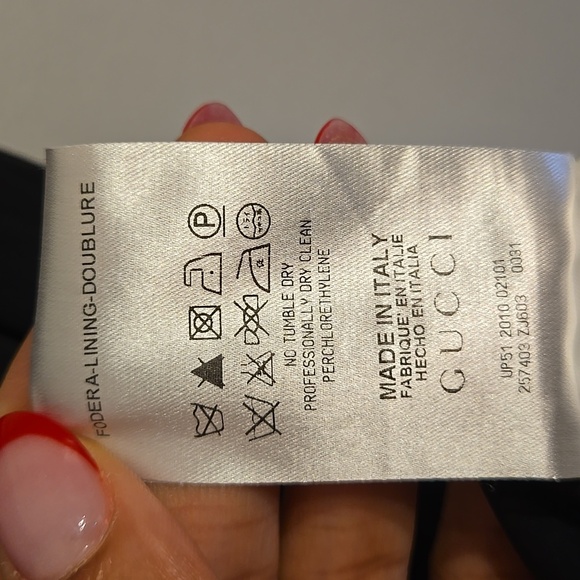 FODERA-LINING-DOUBLURE
P
NO TUMBLE DRY
PROFESSIONALLY DRY CLEAN
PERCHLORETHYLENE
MADE IN ITALY
FABRIQUE' EN ITALIE
HECHO EN ITALIA
GUCCI
UP51 2010 02101
257403 ZJ603 0031